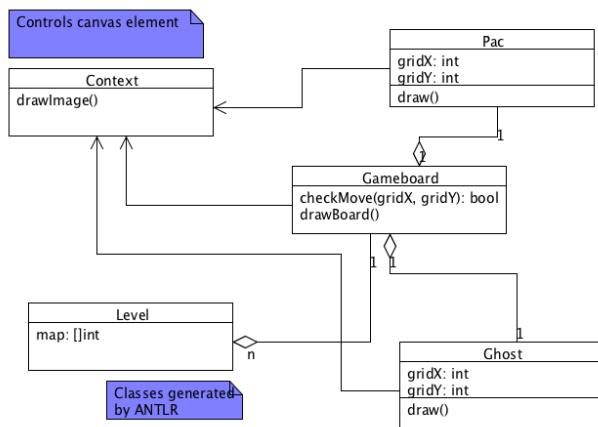 Controls canvas element
Context
drawImage()
Pac
gridX: int
gridY: int
draw()
1
1
Gameboard
checkMove(gridX, gridY): bool
drawBoard()
1
1
Level
map: []int
n
1
Ghost
gridX: int
gridY: int
draw()
Classes generated
by ANTLR